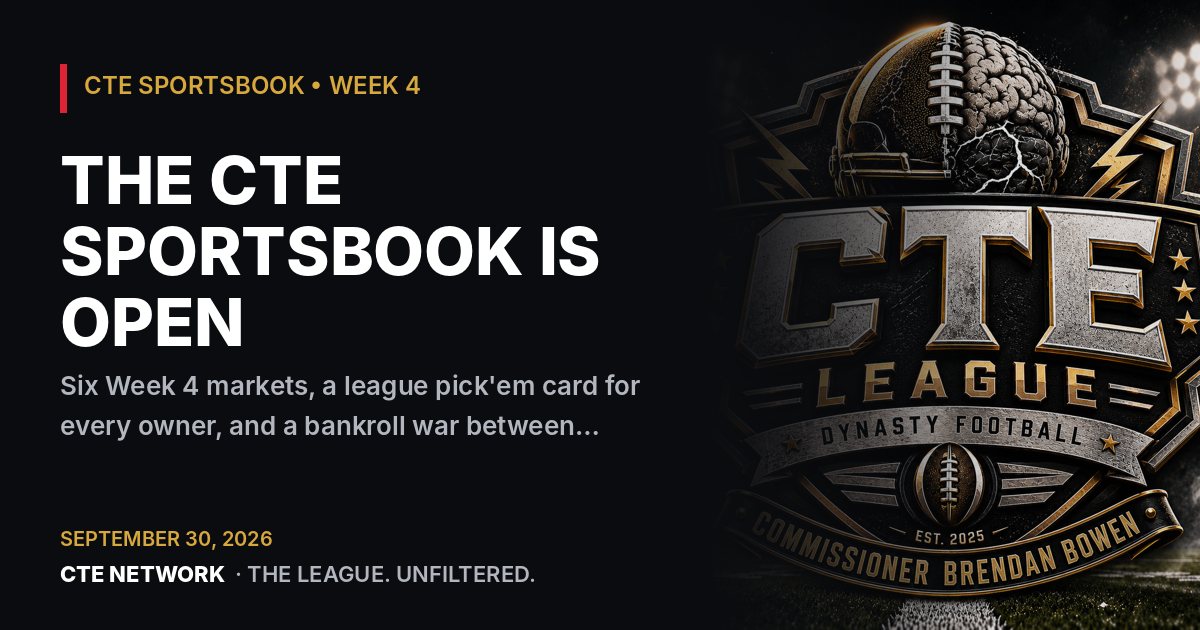 CTE SPORTSBOOK • WEEK 4
THE CTE
SPORTSBOOK IS
OPEN
Six Week 4 markets, a league pick'em card for
every owner, and a bankroll war between...
SEPTEMBER 30, 2026
CTE NETWORK · THE LEAGUE. UNFILTERED.
CTE
LEAGUE
DYNASTY FOOTBALL
EST. 2025
COMMISSIONER BRENDAN BOWEN